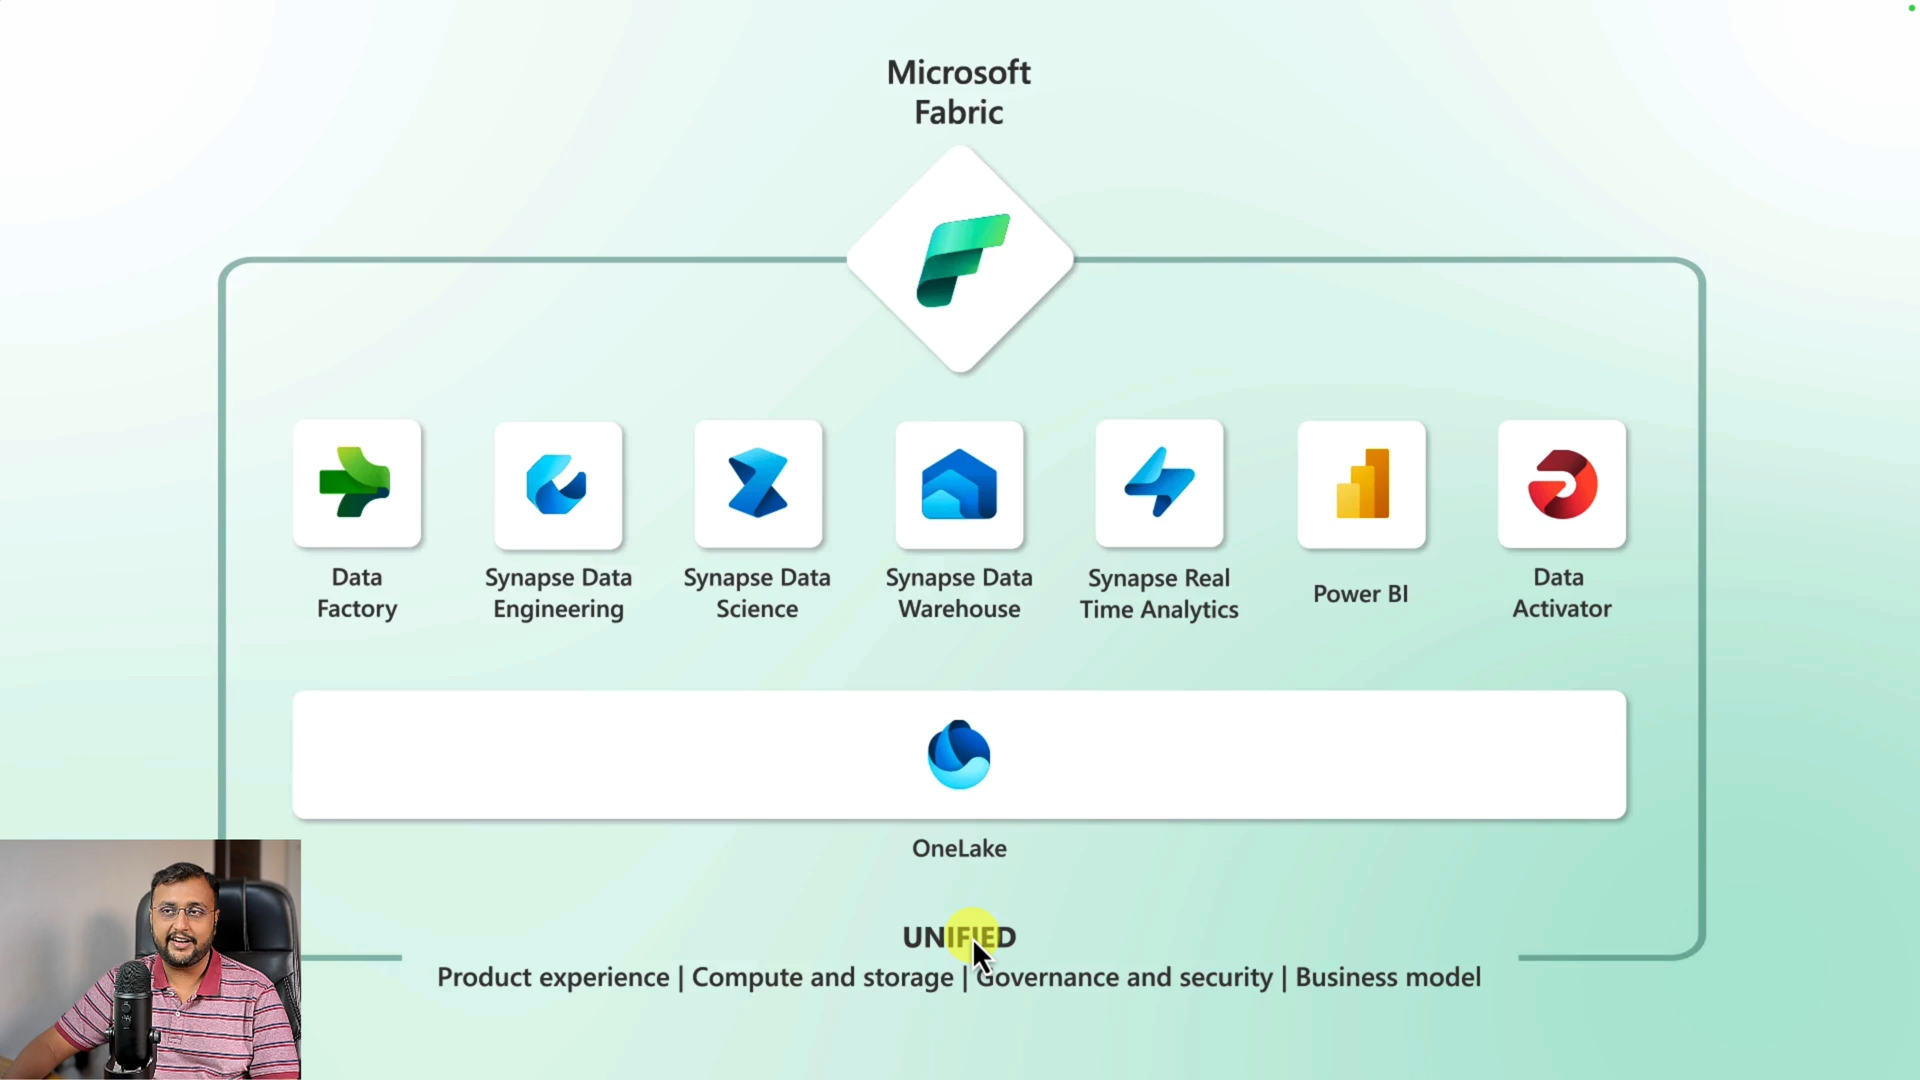 Microsoft
Fabric
Data
Factory
Synapse Data
Engineering
Synapse Data
Science
Synapse Data
Warehouse
Synapse Real
Time Analytics
Power BI
Data
Activator
OneLake
UNIFIED
Product experience | Compute and storage | Governance and security | Business model